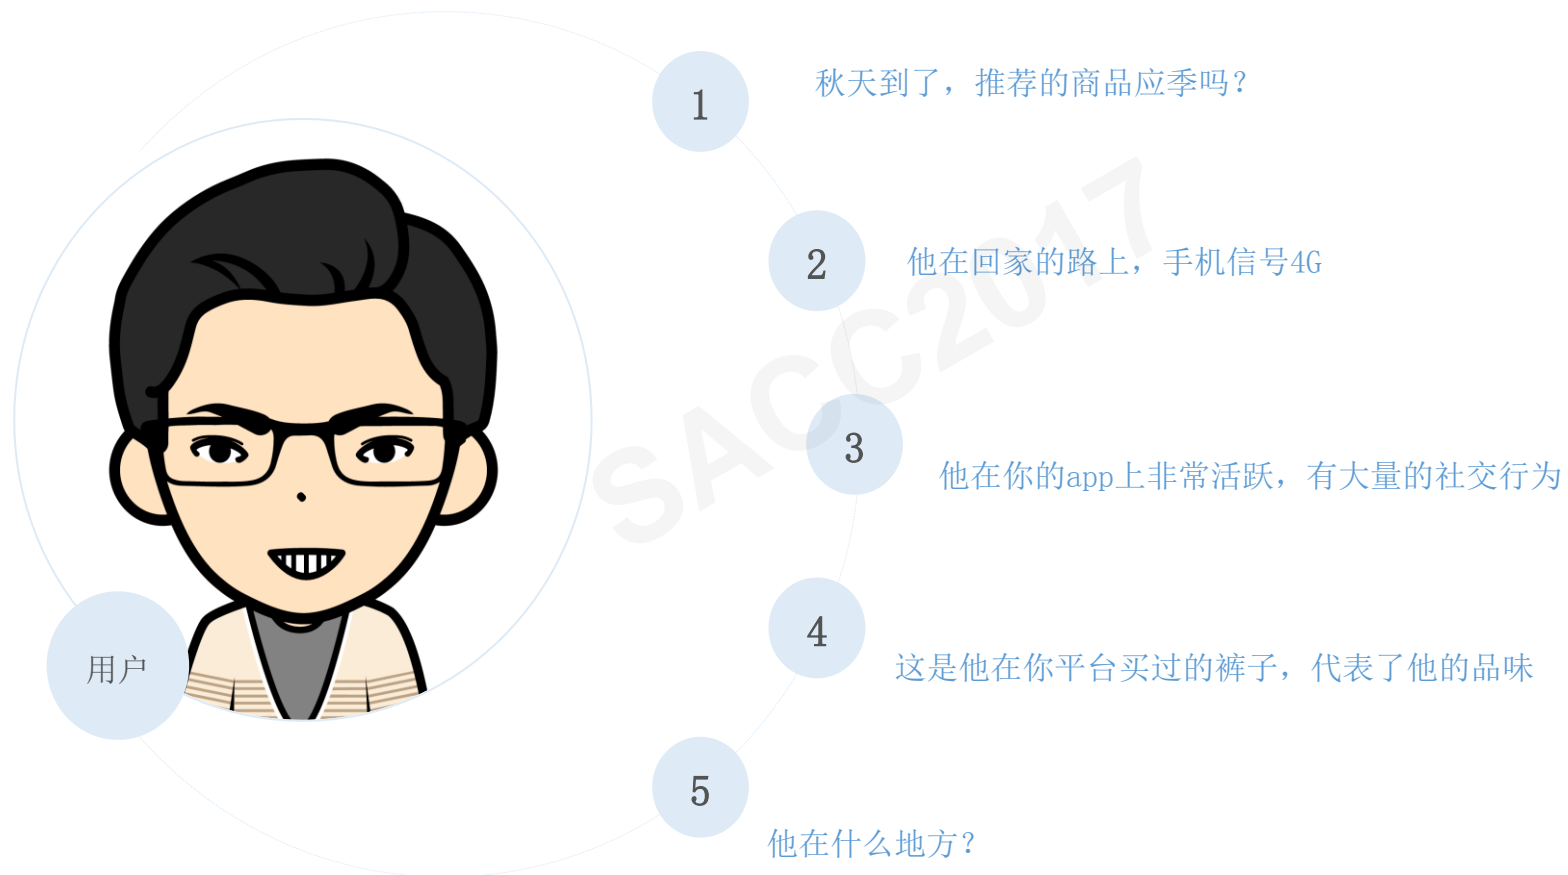 1
秋天到了，推荐的商品应季吗？
2
他在回家的路上，手机信号4G
3
他在你的app上非常活跃，有大量的社交行为
4
这是他在你平台买过的裤子，代表了他的品味
5
他在什么地方？
用户
SACC2017